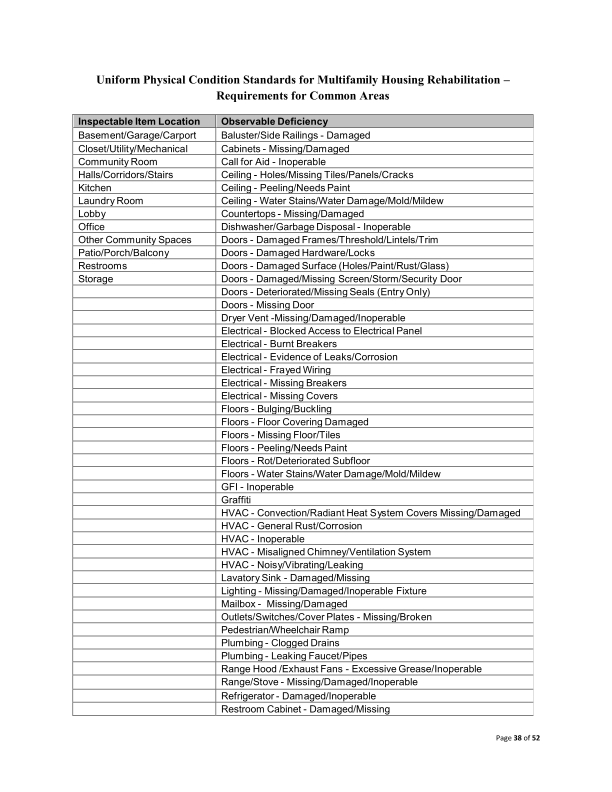 Uniform Physical Condition Standards for Multifamily Housing Rehabilitation –
Requirements for Common Areas
Inspectable Item Location Observable Deficiency
Basement/Garage/Carport Baluster/Side Railings - Damaged
Closet/Utility/Mechanical Cabinets - Missing/Damaged
Community Room Call for Aid - Inoperable
Halls/Corridors/Stairs Ceiling - Holes/Missing Tiles/Panels/Cracks
Kitchen Ceiling - Peeling/Needs Paint
Laundry Room Ceiling - Water Stains/Water Damage/Mold/Mildew
Lobby Countertops - Missing/Damaged
Office Dishwasher/Garbage Disposal - Inoperable
Other Community Spaces Doors - Damaged Frames/Threshold/Lintels/Trim
Patio/Porch/Balcony Doors - Damaged Hardware/Locks
Restrooms Doors - Damaged Surface (Holes/Paint/Rust/Glass)
Storage Doors - Damaged/Missing Screen/Storm/Security Door
Doors - Deteriorated/Missing Seals (Entry Only)
Doors - Missing Door
Dryer Vent -Missing/Damaged/Inoperable
Electrical - Blocked Access to Electrical Panel
Electrical - Burnt Breakers
Electrical - Evidence of Leaks/Corrosion
Electrical - Frayed Wiring
Electrical - Missing Breakers
Electrical - Missing Covers
Floors - Bulging/Buckling
Floors - Floor Covering Damaged
Floors - Missing Floor/Tiles
Floors - Peeling/Needs Paint
Floors - Rot/Deteriorated Subfloor
Floors - Water Stains/Water Damage/Mold/Mildew
GFI - Inoperable
Graffiti
HVAC - Convection/Radiant Heat System Covers Missing/Damaged
HVAC - General Rust/Corrosion
HVAC - Inoperable
HVAC - Misaligned Chimney/Ventilation System
HVAC - Noisy/Vibrating/Leaking
Lavatory Sink - Damaged/Missing
Lighting - Missing/Damaged/Inoperable Fixture
Mailbox - Missing/Damaged
Outlets/Switches/Cover Plates - Missing/Broken
Pedestrian/Wheelchair Ramp
Plumbing - Clogged Drains
Plumbing - Leaking Faucet/Pipes
Range Hood /Exhaust Fans - Excessive Grease/Inoperable
Range/Stove - Missing/Damaged/Inoperable
Refrigerator - Damaged/Inoperable
Restroom Cabinet - Damaged/Missing
Page 38 of 52